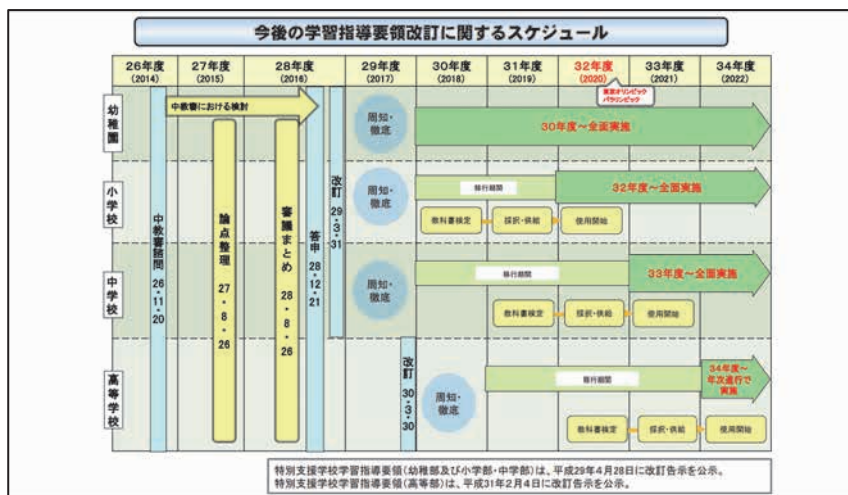 今後の学習指導要領改訂に関するスケジュール
26年度
(2014)
27年度
(2015)
28年度
(2016)
29年度
(2017)
30年度
(2018)
31年度
(2019)
32年度
(2020)
33年度
(2021)
34年度
(2022)
東京オリンピック
パラリンピック
幼稚園
中教審における検討
周知・
徹底
30年度～全面実施
小学校
周知・
徹底
移行期間
32年度～全面実施
教科書検定
採択・供給
使用開始
中学校
周知・
徹底
移行期間
33年度～全面実施
教科書検定
採択・供給
使用開始
高等学校
周知・
徹底
移行期間
34年度～
年次進行で
実施
教科書検定
採択・供給
使用開始
中教審諮問 26・11・20
論点整理 27・8・26
審議まとめ 28・8・26
答申 28・12・21
改訂 29・3・31
改訂 30・3・30
特別支援学校学習指導要領(幼稚部及び小学部・中学部)は、平成29年4月28日に改訂告示を公示。
特別支援学校学習指導要領(高等部)は、平成31年2月4日に改訂告示を公示。